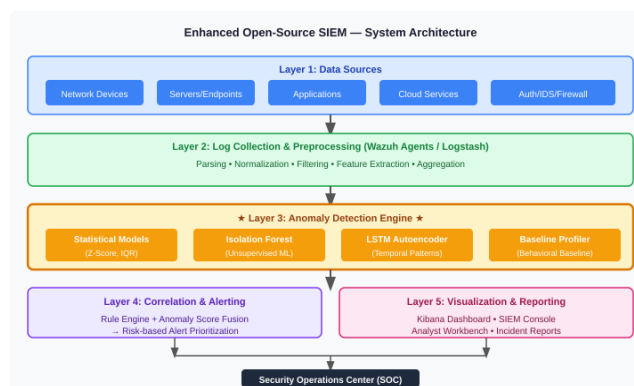 Enhanced Open-Source SIEM — System Architecture
Layer 1: Data Sources
Network Devices
Servers/Endpoints
Applications
Cloud Services
Auth/IDS/Firewall
Layer 2: Log Collection & Preprocessing (Wazuh Agents / Logstash)
Parsing • Normalization • Filtering • Feature Extraction • Aggregation
★ Layer 3: Anomaly Detection Engine ★
Statistical Models
(Z-Score, IQR)
Isolation Forest
(Unsupervised ML)
LSTM Autoencoder
(Temporal Patterns)
Baseline Profiler
(Behavioral Baseline)
Layer 4: Correlation & Alerting
Rule Engine + Anomaly Score Fusion
→ Risk-based Alert Prioritization
Layer 5: Visualization & Reporting
Kibana Dashboard • SIEM Console
Analyst Workbench • Incident Reports
Security Operations Center (SOC)